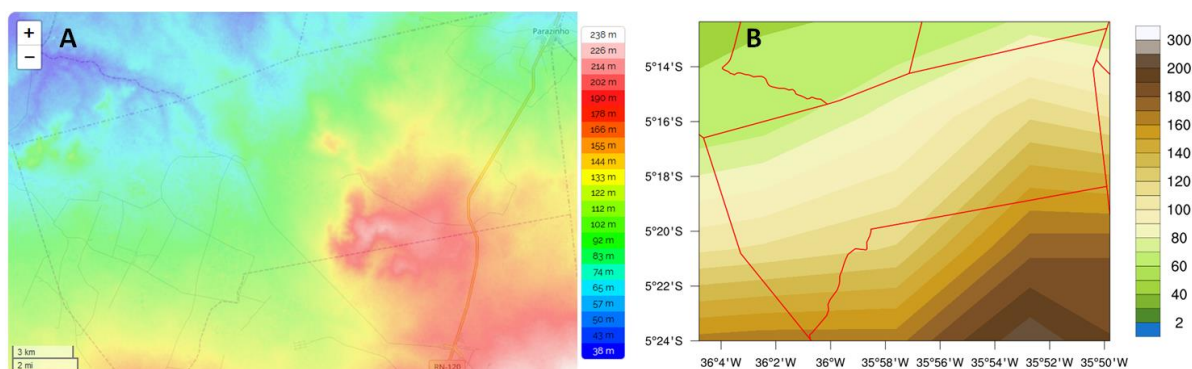 +
A
−
Parazinho
238 m
226 m
214 m
202 m
190 m
178 m
166 m
155 m
144 m
133 m
122 m
112 m
102 m
92 m
83 m
74 m
65 m
57 m
50 m
43 m
38 m
3 km
2 mi
RN-120
B
5°14'S
5°16'S
5°18'S
5°20'S
5°22'S
5°24'S
36°4'W
36°2'W
36°W
35°58'W
35°56'W
35°54'W
35°52'W
35°50'W
300
200
180
160
140
120
100
80
60
40
2